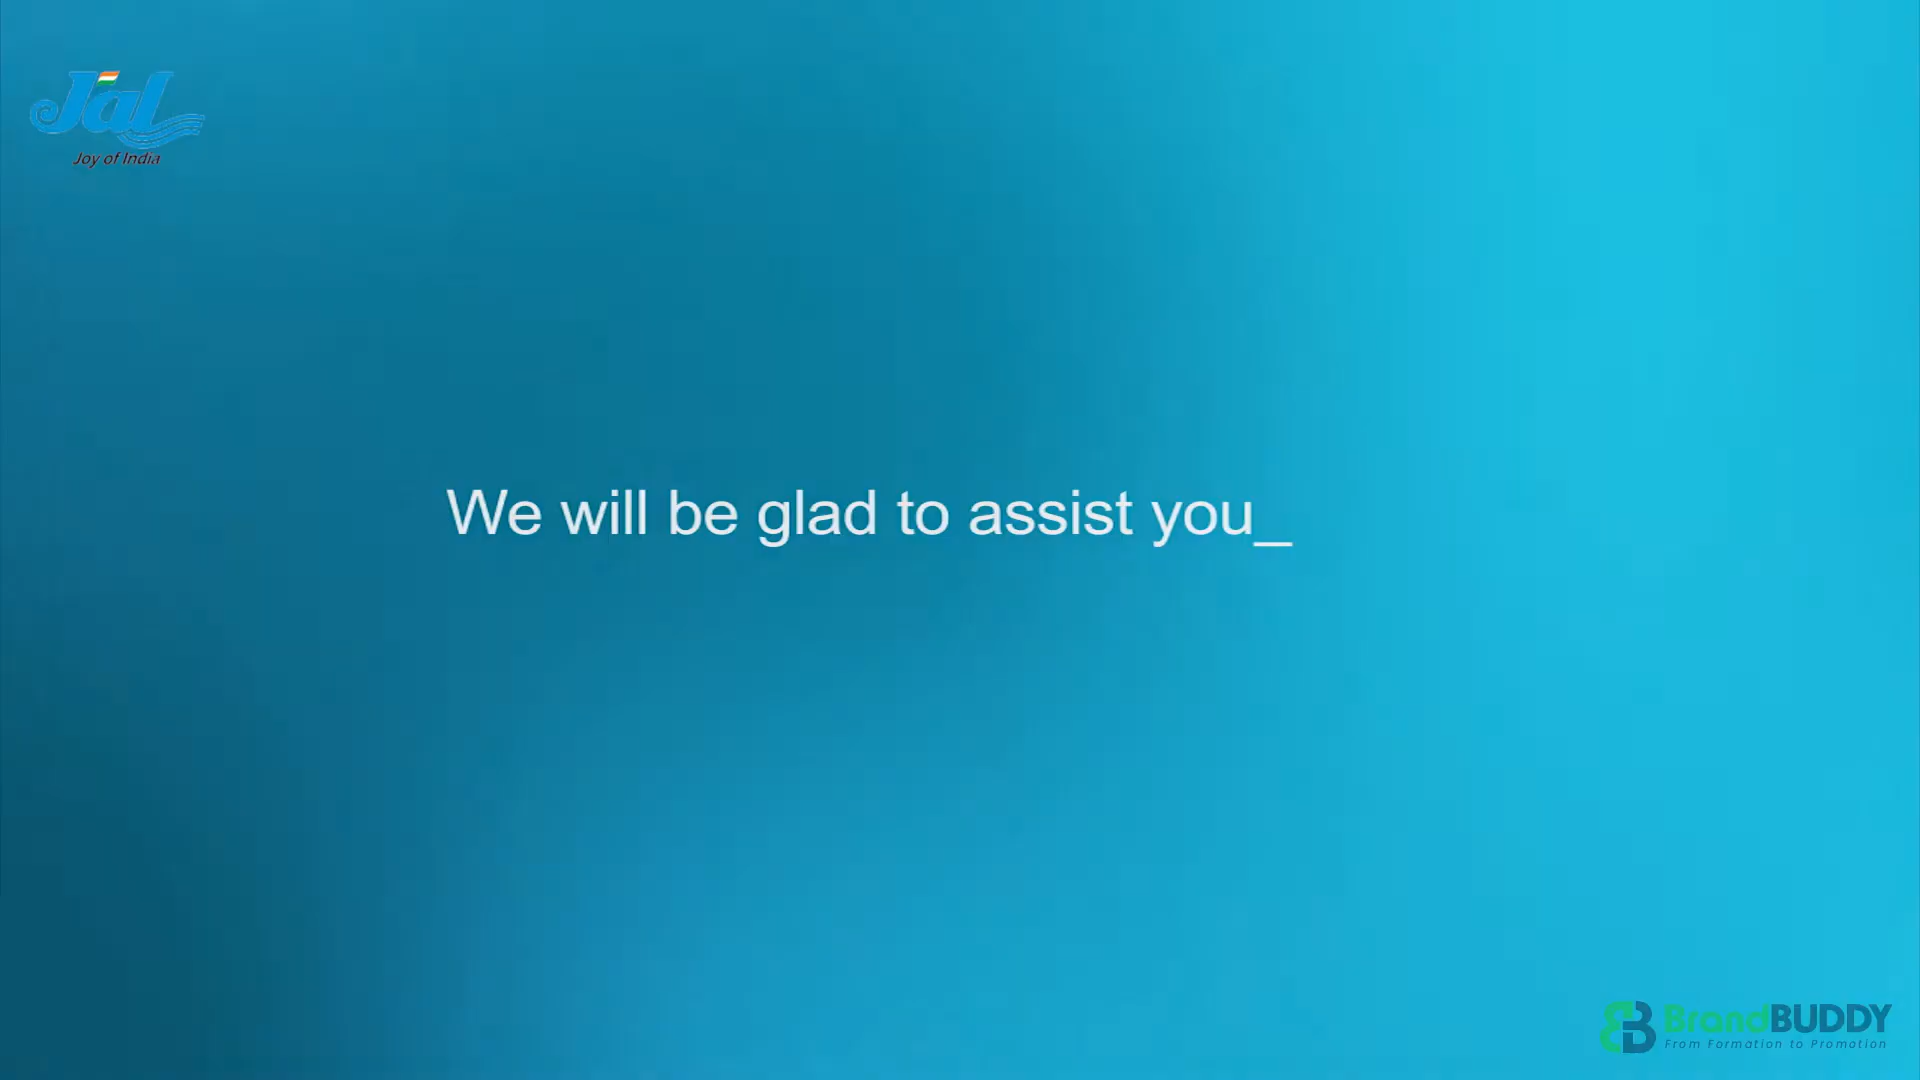 Jal
Joy of India
We will be glad to assist you_
BrandBUDDY
From Formation to Promotion